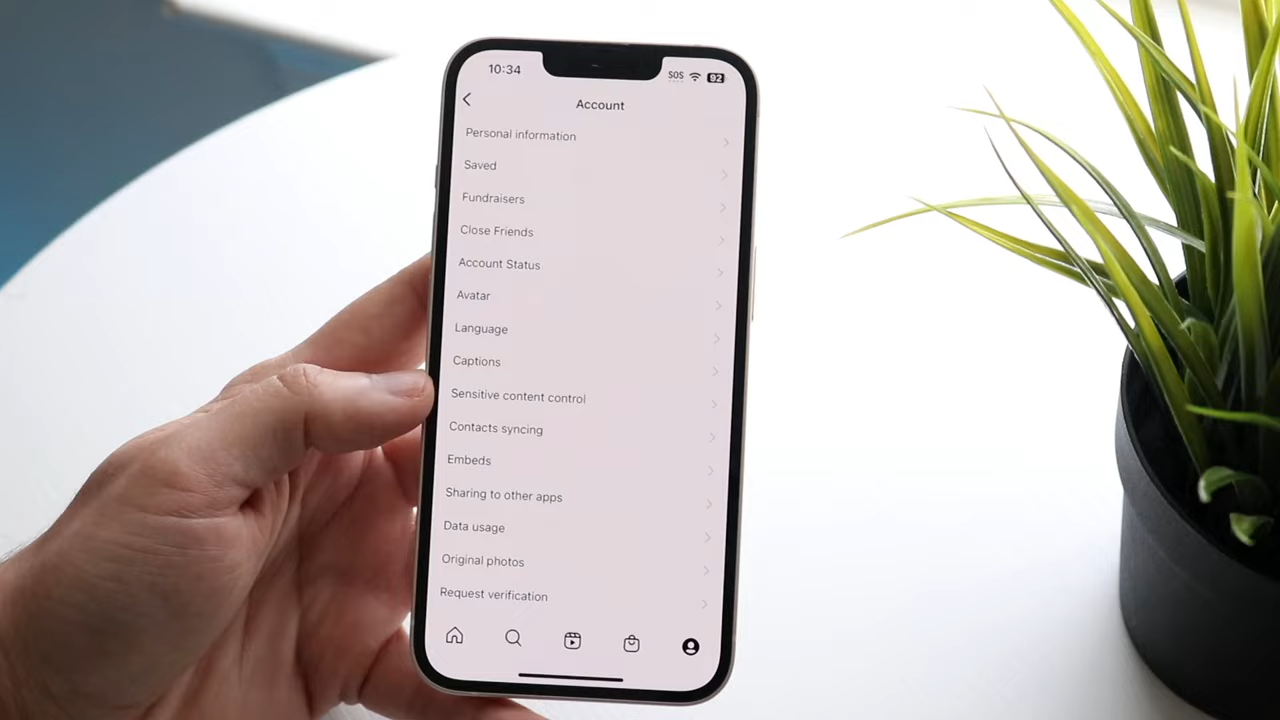 10:34
SOS
92
Account
Personal information
Saved
Fundraisers
Close Friends
Account Status
Avatar
Language
Captions
Sensitive content control
Contacts syncing
Embeds
Sharing to other apps
Data usage
Original photos
Request verification